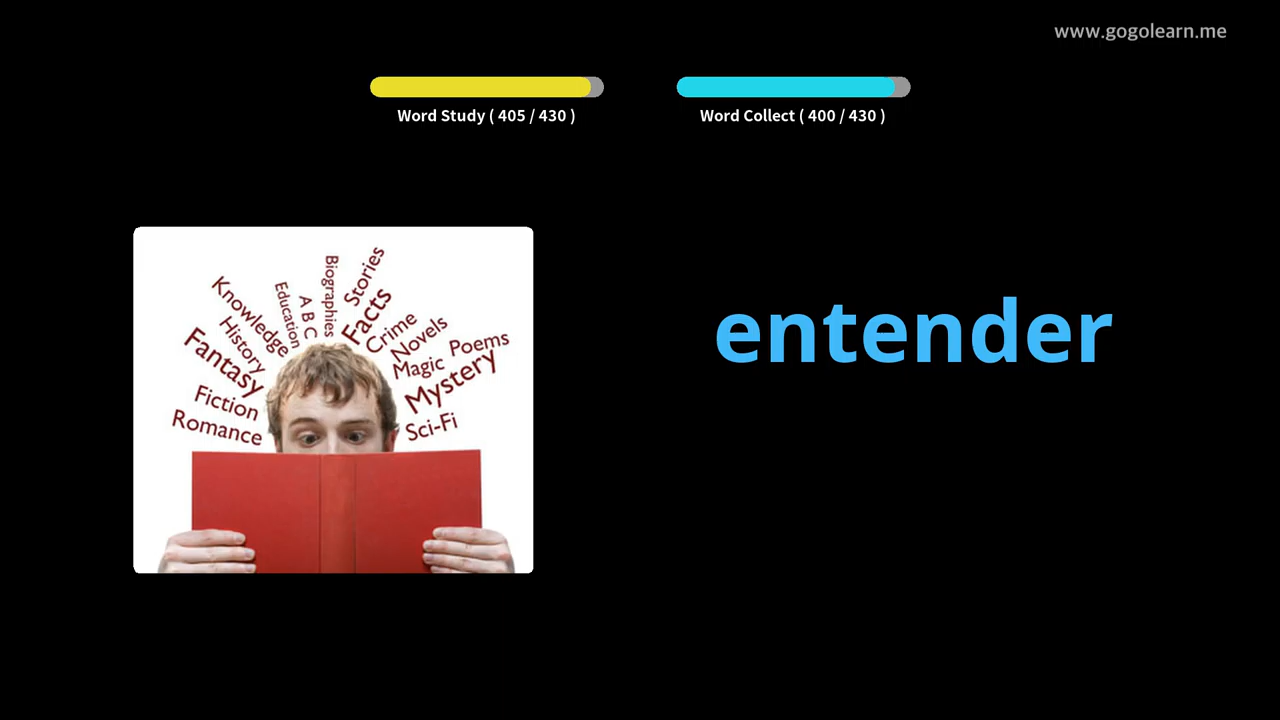 www.gogolearn.me
Word Study ( 405 / 430 )
Word Collect ( 400 / 430 )
entender
Biographies
Stories
Education
A B C
Facts
Knowledge
Crime
Novels
History
Poems
Fantasy
Magic
Mystery
Fiction
Sci-Fi
Romance